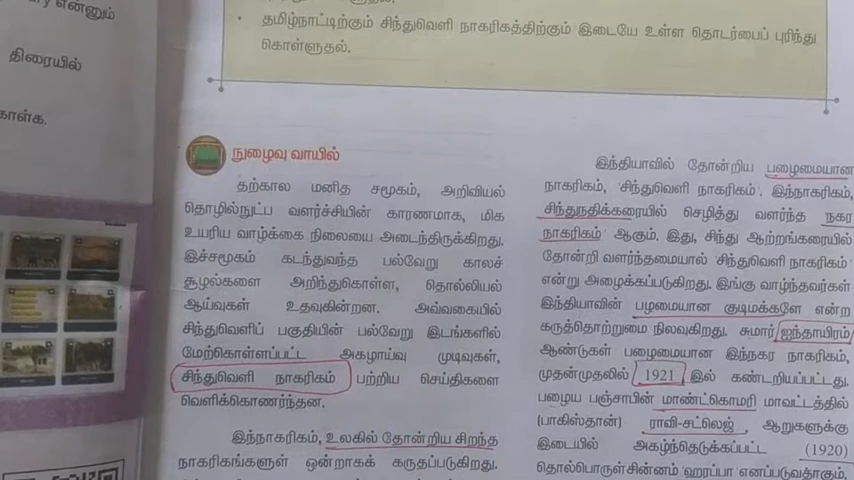 என்னும்
திரையில்
காள்க.
• தமிழ்நாட்டிற்கும் சிந்துவெளி நாகரிகத்திற்கும் இடையே உள்ள தொடர்பைப் புரிந்து
கொள்ளுதல்.
நுழைவு வாயில்
தற்கால மனித சமூகம், அறிவியல்
தொழில்நுட்ப வளர்ச்சியின் காரணமாக, மிக
உயரிய வாழ்க்கை நிலையை அடைந்திருக்கிறது.
இச்சமூகம் கடந்துவந்த பல்வேறு காலச்
சூழல்களை அறிந்துகொள்ள, தொல்லியல்
ஆய்வுகள் உதவுகின்றன. அவ்வகையில்
சிந்துவெளிப் பகுதியின் பல்வேறு இடங்களில்
மேற்கொள்ளப்பட்ட அகழாய்வு முடிவுகள்,
சிந்துவெளி நாகரிகம் பற்றிய செய்திகளை
வெளிக்கொணர்ந்தன.
இந்நாகரிகம், உலகில் தோன்றிய சிறந்த
நாகரிகங்களுள் ஒன்றாகக் கருதப்படுகிறது.
இந்தியாவில் தோன்றிய பழைமையான
நாகரிகம், 'சிந்துவெளி நாகரிகம்'. இந்நாகரிகம்,
சிந்துநதிக்கரையில் செழித்து வளர்ந்த நகர
நாகரிகம் ஆகும். இது, சிந்து ஆற்றங்கரையில்
தோன்றி வளர்ந்தமையால் 'சிந்துவெளி நாகரிகம்'
என்று அழைக்கப்படுகிறது. இங்கு வாழ்ந்தவர்கள்
இந்தியாவின் பழமையான குடிமக்களே என்ற
கருத்தொற்றுமை நிலவுகிறது. சுமார் ஐந்தாயிரம்
ஆண்டுகள் பழைமையான இந்நகர நாகரிகம்,
முதன்முதலில் 1921 இல் கண்டறியப்பட்டது.
பழைய பஞ்சாபின் மாண்ட்கொமரி மாவட்டத்தில்
(பாகிஸ்தான்) ராவி-சட்லெஜ் ஆறுகளுக்கு
இடையில் அகழ்ந்தெடுக்கப்பட்ட (1920)
தொல்பொருள்சின்னம் ஹரப்பா எனப்படுவதாகும்.